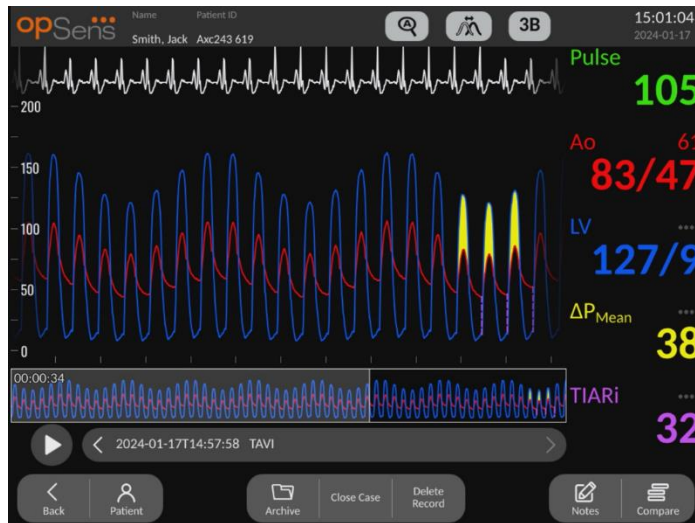 opSens
Name
Patient ID
Smith, Jack
Axc243 619
3B
15:01:04
2024-01-17
Pulse
105
200
150
100
50
0
Ao
61
83/47
LV
127/9
ΔPMean
38
TIARi
32
00:00:34
2024-01-17T14:57:58 TAVI
Back
Patient
Archive
Close Case
Delete
Record
Notes
Compare